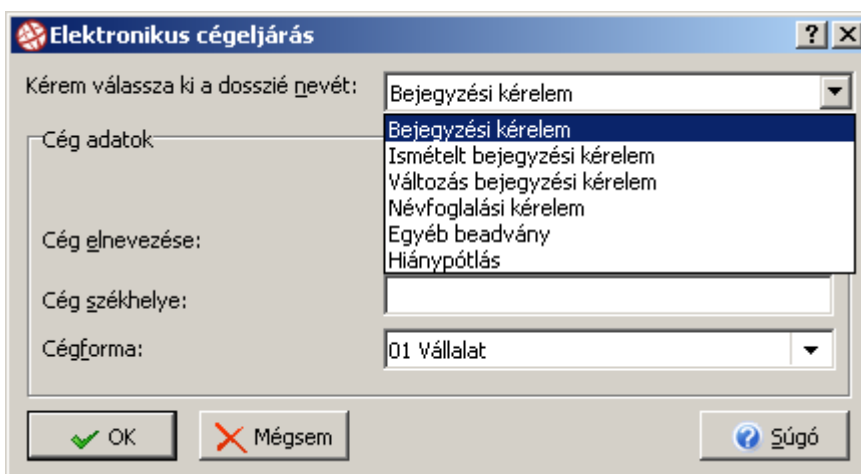 Elektronikus cégeljárás
Kérem válassza ki a dosszié nevét:
Bejegyzési kérelem
Bejegyzési kérelem
Ismételt bejegyzési kérelem
Változás bejegyzési kérelem
Névfoglalási kérelem
Egyéb beadvány
Hiánypótlás
Cég adatok
Cég elnevezése:
Cég székhelye:
Cégforma:
01 Vállalat
OK
Mégsem
? Súgó